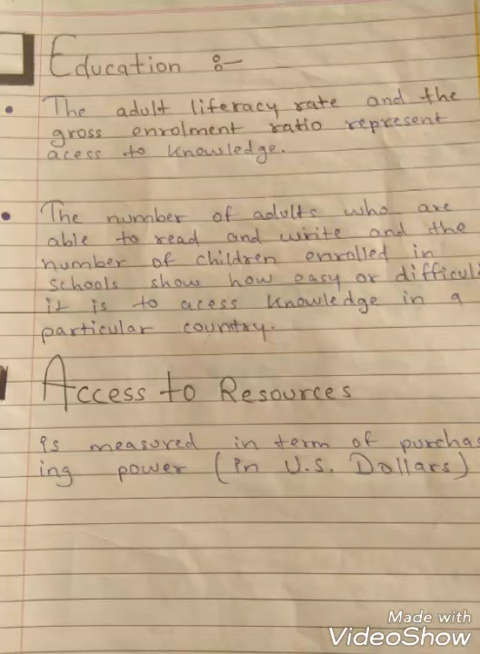 Education :-
• The adult literacy rate and the
gross enrolment ratio represent
acess to knowledge.
• The number of adults who are
able to read and write and the
number of children enrolled in
schools show how easy or difficul
it is to acess knowledge in a
particular country.
Access to Resources
is measured in term of purchas
ing power (in U.S. Dollars)
Made with
VideoShow